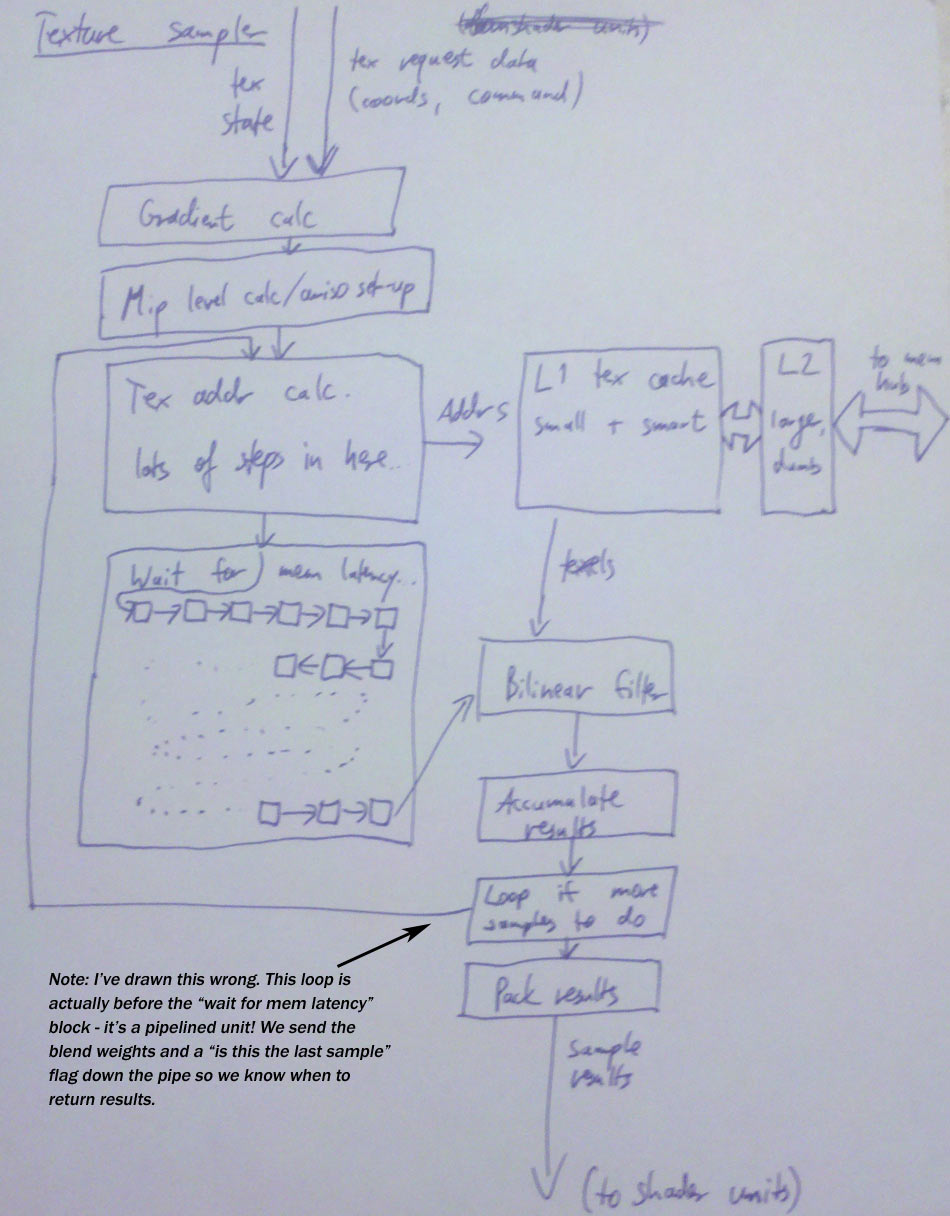 Texture sampler
tex request data
(coords, command)
tex
state
Gradient calc
Mip level calc/aniso set-up
Tex addr calc.
lots of steps in here...
Addrs
L1 tex cache
small + smart
L2
larger,
dumb
to mem
hub
Wait for mem latency...
texels
Bilinear filter
Accumulate
results
Loop if more
samples to do
Pack results
Note: I've drawn this wrong. This loop is
actually before the “wait for mem latency”
block - it's a pipelined unit! We send the
blend weights and a “is this the last sample”
flag down the pipe so we know when to
return results.
sample
results
(to shader units)